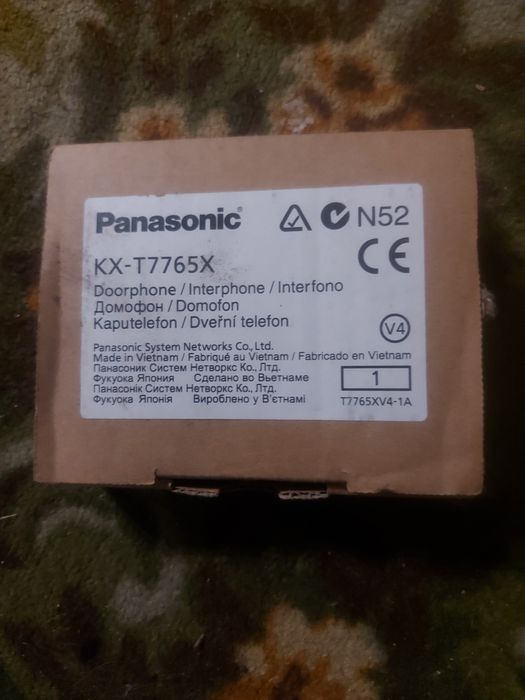 Panasonic
N52
KX-T7765X
CE
Doorphone / Interphone / Interfono
Домофон / Domofon
Kaputelefon / Dveřní telefon
V4
Panasonic System Networks Co., Ltd.
Made in Vietnam / Fabriqué au Vietnam / Fabricado en Vietnam
Панасоник Систем Нетворкс Ко., Лтд.
Фукуока Япония Сделано во Вьетнаме
1
Панасонік Систем Нетворкс Ко., Лтд.
Фукуока Японія Вироблено у В'єтнамі
T7765XV4-1A